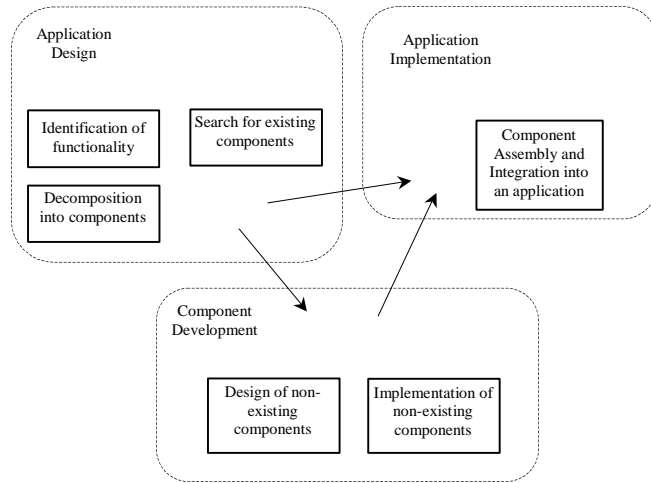 Application
Design
Identification of
functionality
Search for existing
components
Decomposition
into components
Application
Implementation
Component
Assembly and
Integration into
an application
Component
Development
Design of non-
existing
components
Implementation of
non-existing
components